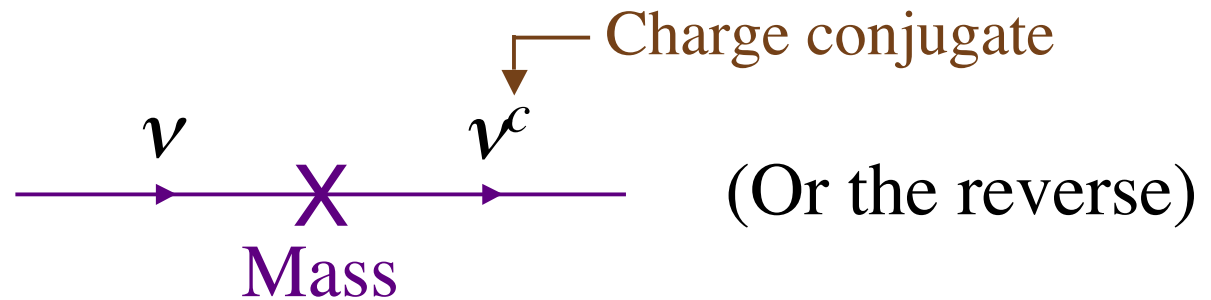 Charge conjugate
ν νᶜ
X (Or the reverse)
Mass